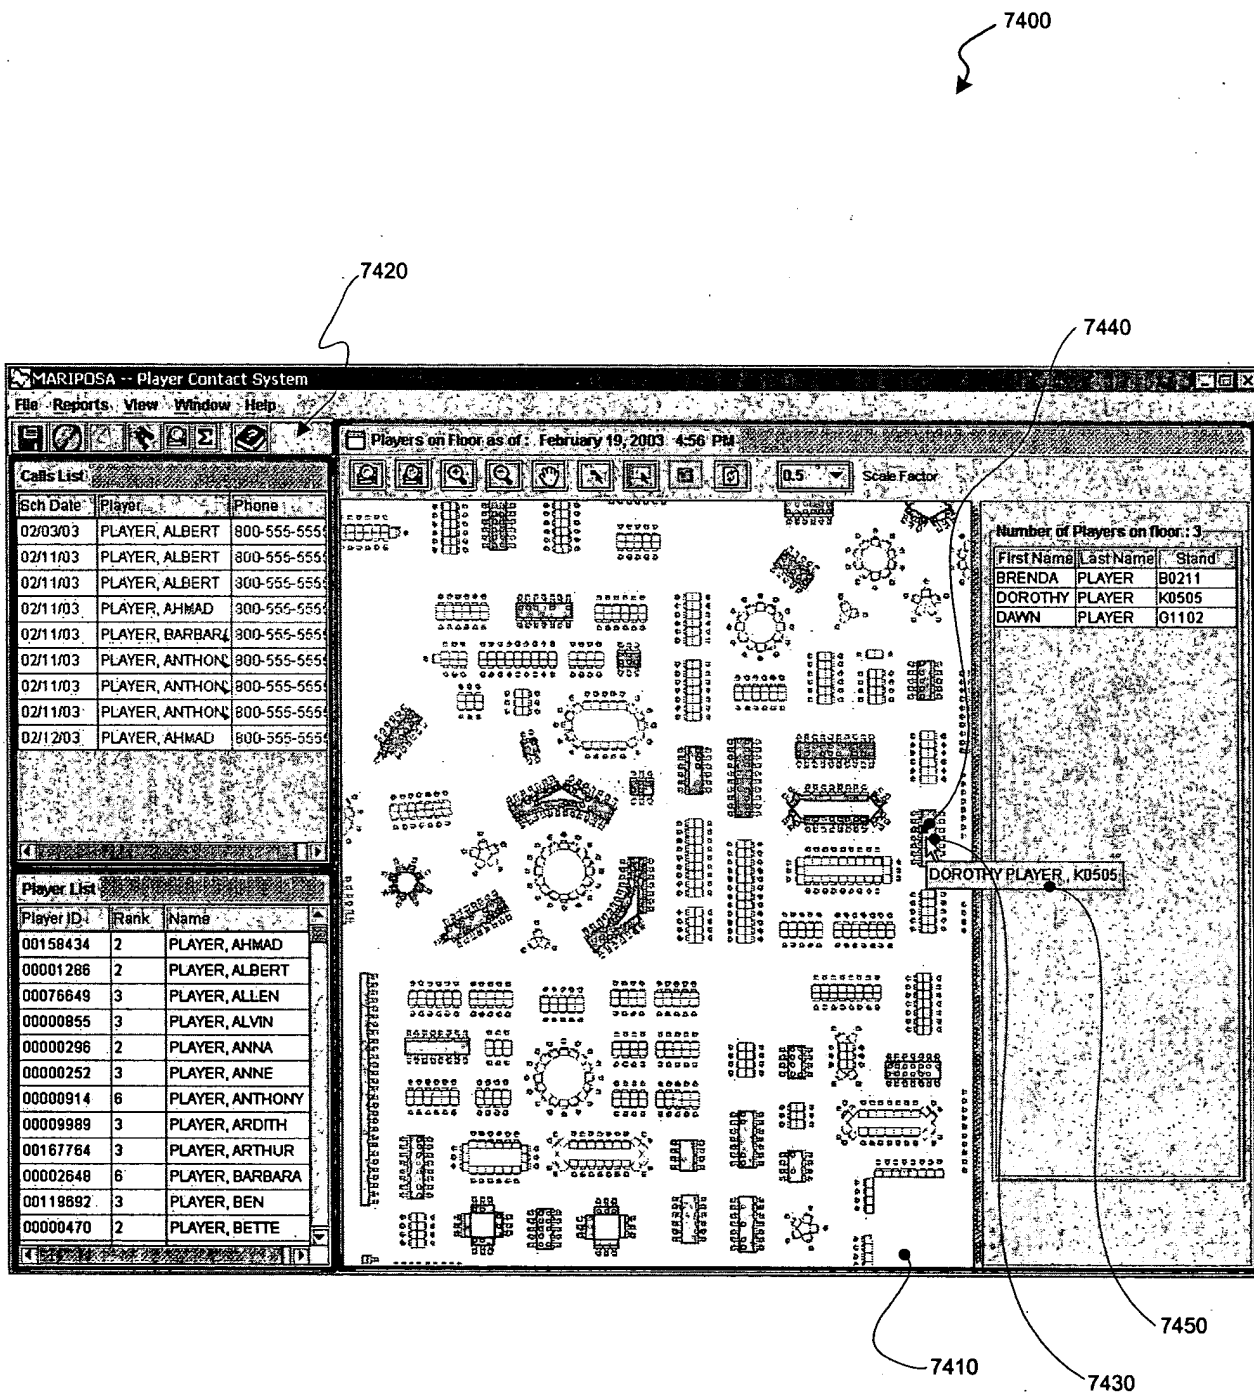 7400
7420
7440
MARIPOSA -- Player Contact System
File Reports View Window Help
Players on Floor as of : February 19, 2003 4:56 PM
0.5 Scale Factor
Calls List
Sch Date Player Phone
02/03/03 PLAYER, ALBERT 800-555-555
02/11/03 PLAYER, ALBERT 800-555-555
02/11/03 PLAYER, ALBERT 800-555-555
02/11/03 PLAYER, AHMAD 800-555-555
02/11/03 PLAYER, BARBAR 800-555-555
02/11/03 PLAYER, ANTHON 800-555-555
02/11/03 PLAYER, ANTHON 800-555-555
02/11/03 PLAYER, ANTHON 800-555-555
02/12/03 PLAYER, AHMAD 800-555-555
Number of Players on floor : 3
First Name Last Name Stand
BRENDA PLAYER B0211
DOROTHY PLAYER K0505
DAWN PLAYER G1102
DOROTHY PLAYER , K0505
Player List
Player ID Rank Name
00158434 2 PLAYER, AHMAD
00001286 2 PLAYER, ALBERT
00076649 3 PLAYER, ALLEN
00000855 3 PLAYER, ALVIN
00000296 2 PLAYER, ANNA
00000252 3 PLAYER, ANNE
00000914 6 PLAYER, ANTHONY
00009989 3 PLAYER, ARDITH
00167764 3 PLAYER, ARTHUR
00002648 6 PLAYER, BARBARA
00119692 3 PLAYER, BEN
00000470 2 PLAYER, BETTE
7450
7410
7430